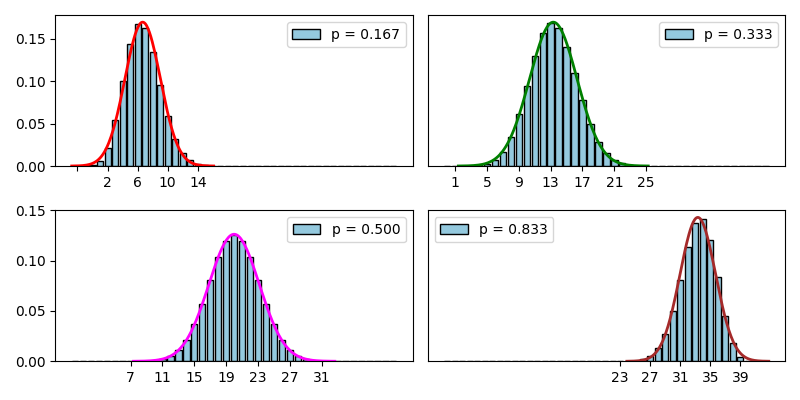 p = 0.167
p = 0.333
0.15
0.10
0.05
0.00
2 6 10 14
1 5 9 13 17 21 25
p = 0.500
p = 0.833
0.15
0.10
0.05
0.00
7 11 15 19 23 27 31
23 27 31 35 39